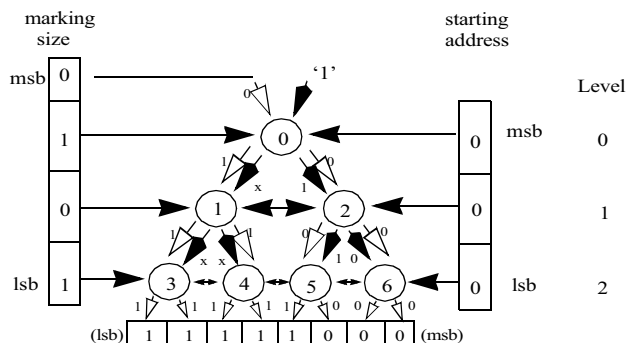 marking
size
starting
address
msb 0 '1' Level
0
1 0 0 msb 0
1 x 1 0
0 1 2 0 1
1 x x 1 0 1 0 0
lsb 1 3 4 5 6 0 lsb 2
1 1 1 1 1 0 0 0
(lsb) 1 1 1 1 1 0 0 0 (msb)